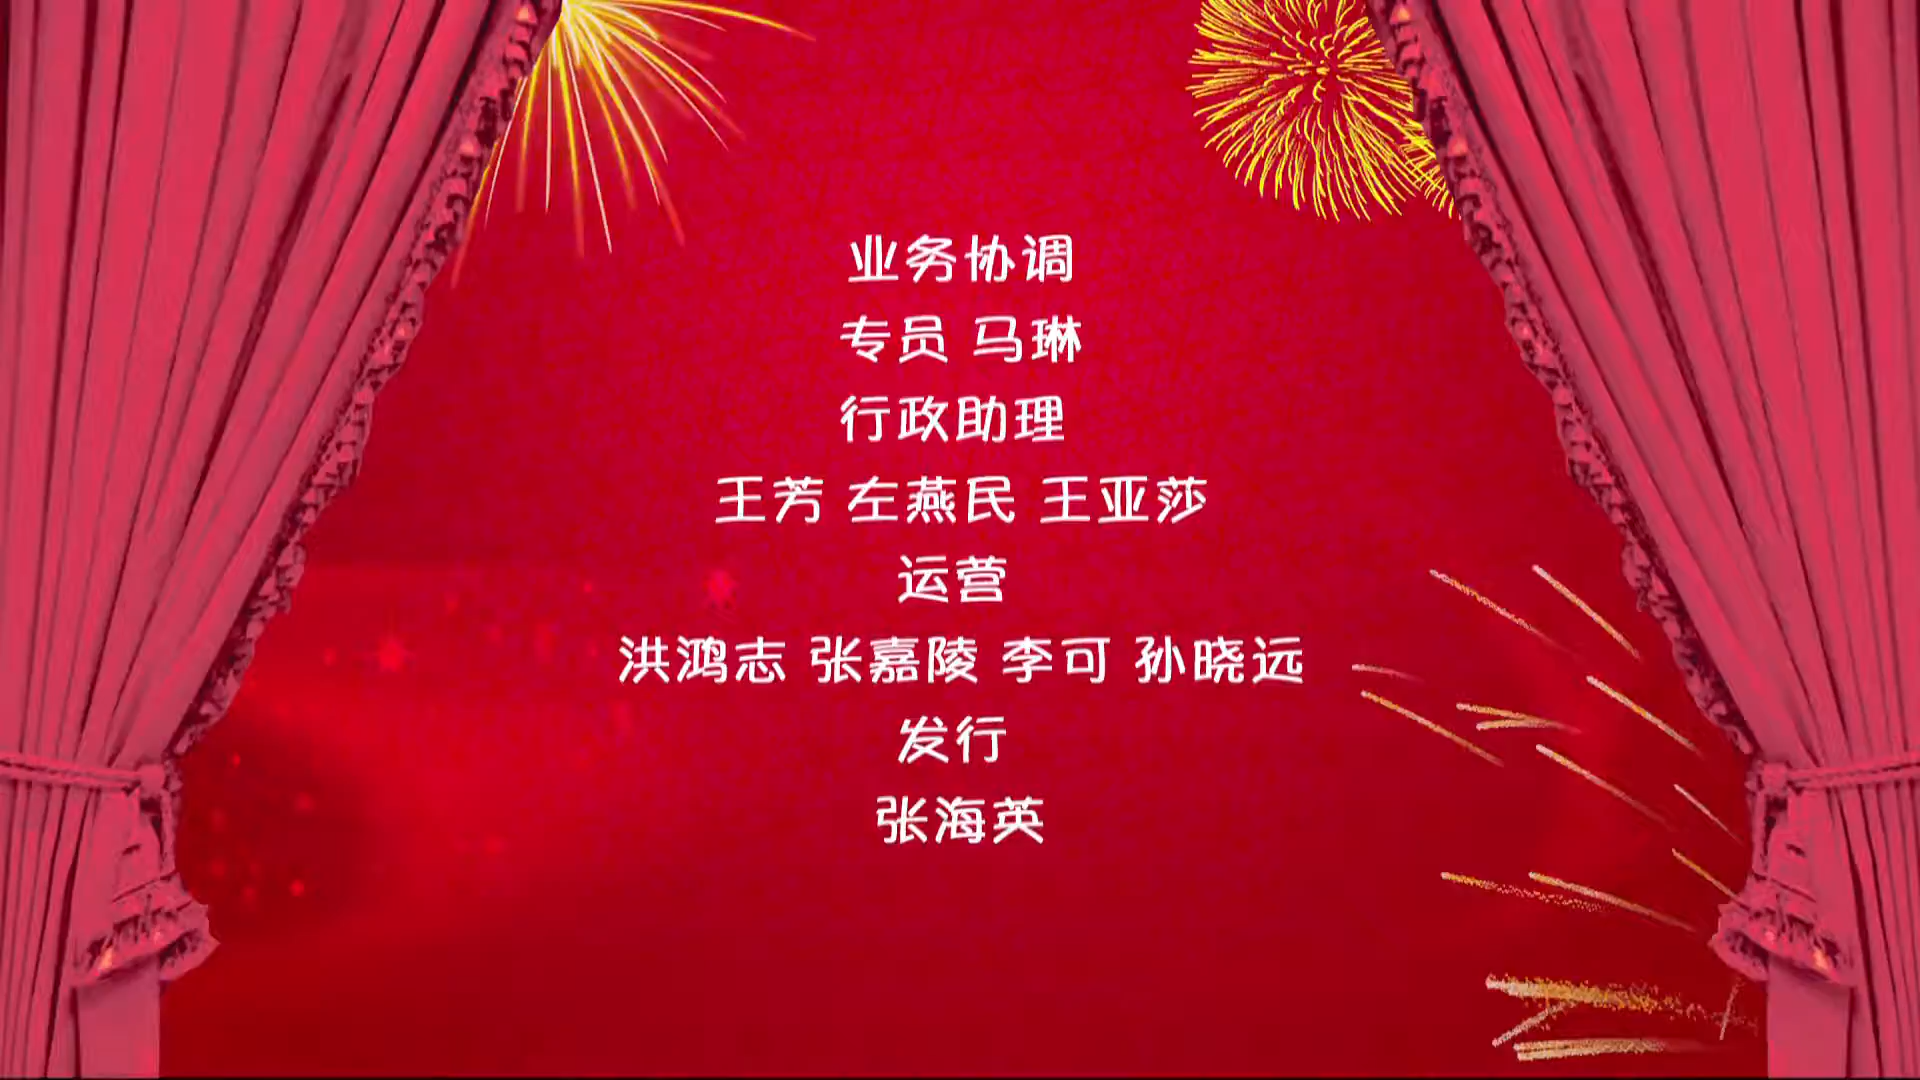 业务协调
专员 马琳
行政助理
王芳 左燕民 王亚莎
运营
洪鸿志 张嘉陵 李可 孙晓远
发行
张海英